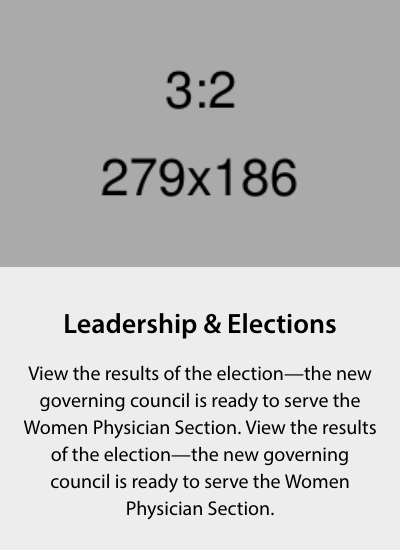 3:2
279x186
Leadership & Elections
View the results of the election—the new
governing council is ready to serve the
Women Physician Section. View the results
of the election—the new governing
council is ready to serve the Women
Physician Section.